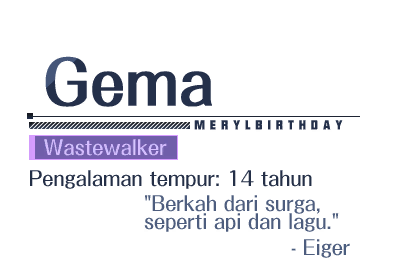 Gema
MERYLBIRTHDAY
Wastewalker
Pengalaman tempur: 14 tahun
"Berkah dari surga,
seperti api dan lagu."
- Eiger